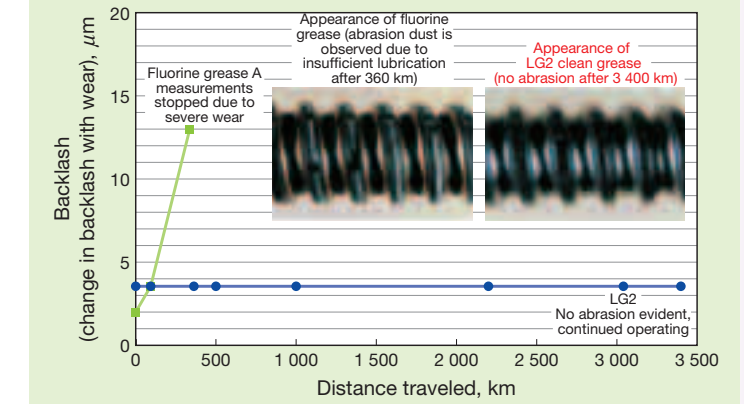 Backlash
(change in backlash with wear), μm
20
15
10
5
0
Fluorine grease A
measurements
stopped due to
severe wear
Appearance of fluorine
grease (abrasion dust is
observed due to
insufficient lubrication
after 360 km)
Appearance of
LG2 clean grease
(no abrasion after 3 400 km)
LG2
No abrasion evident,
continued operating
0
500
1 000
1 500
2 000
2 500
3 000
3 500
Distance traveled, km